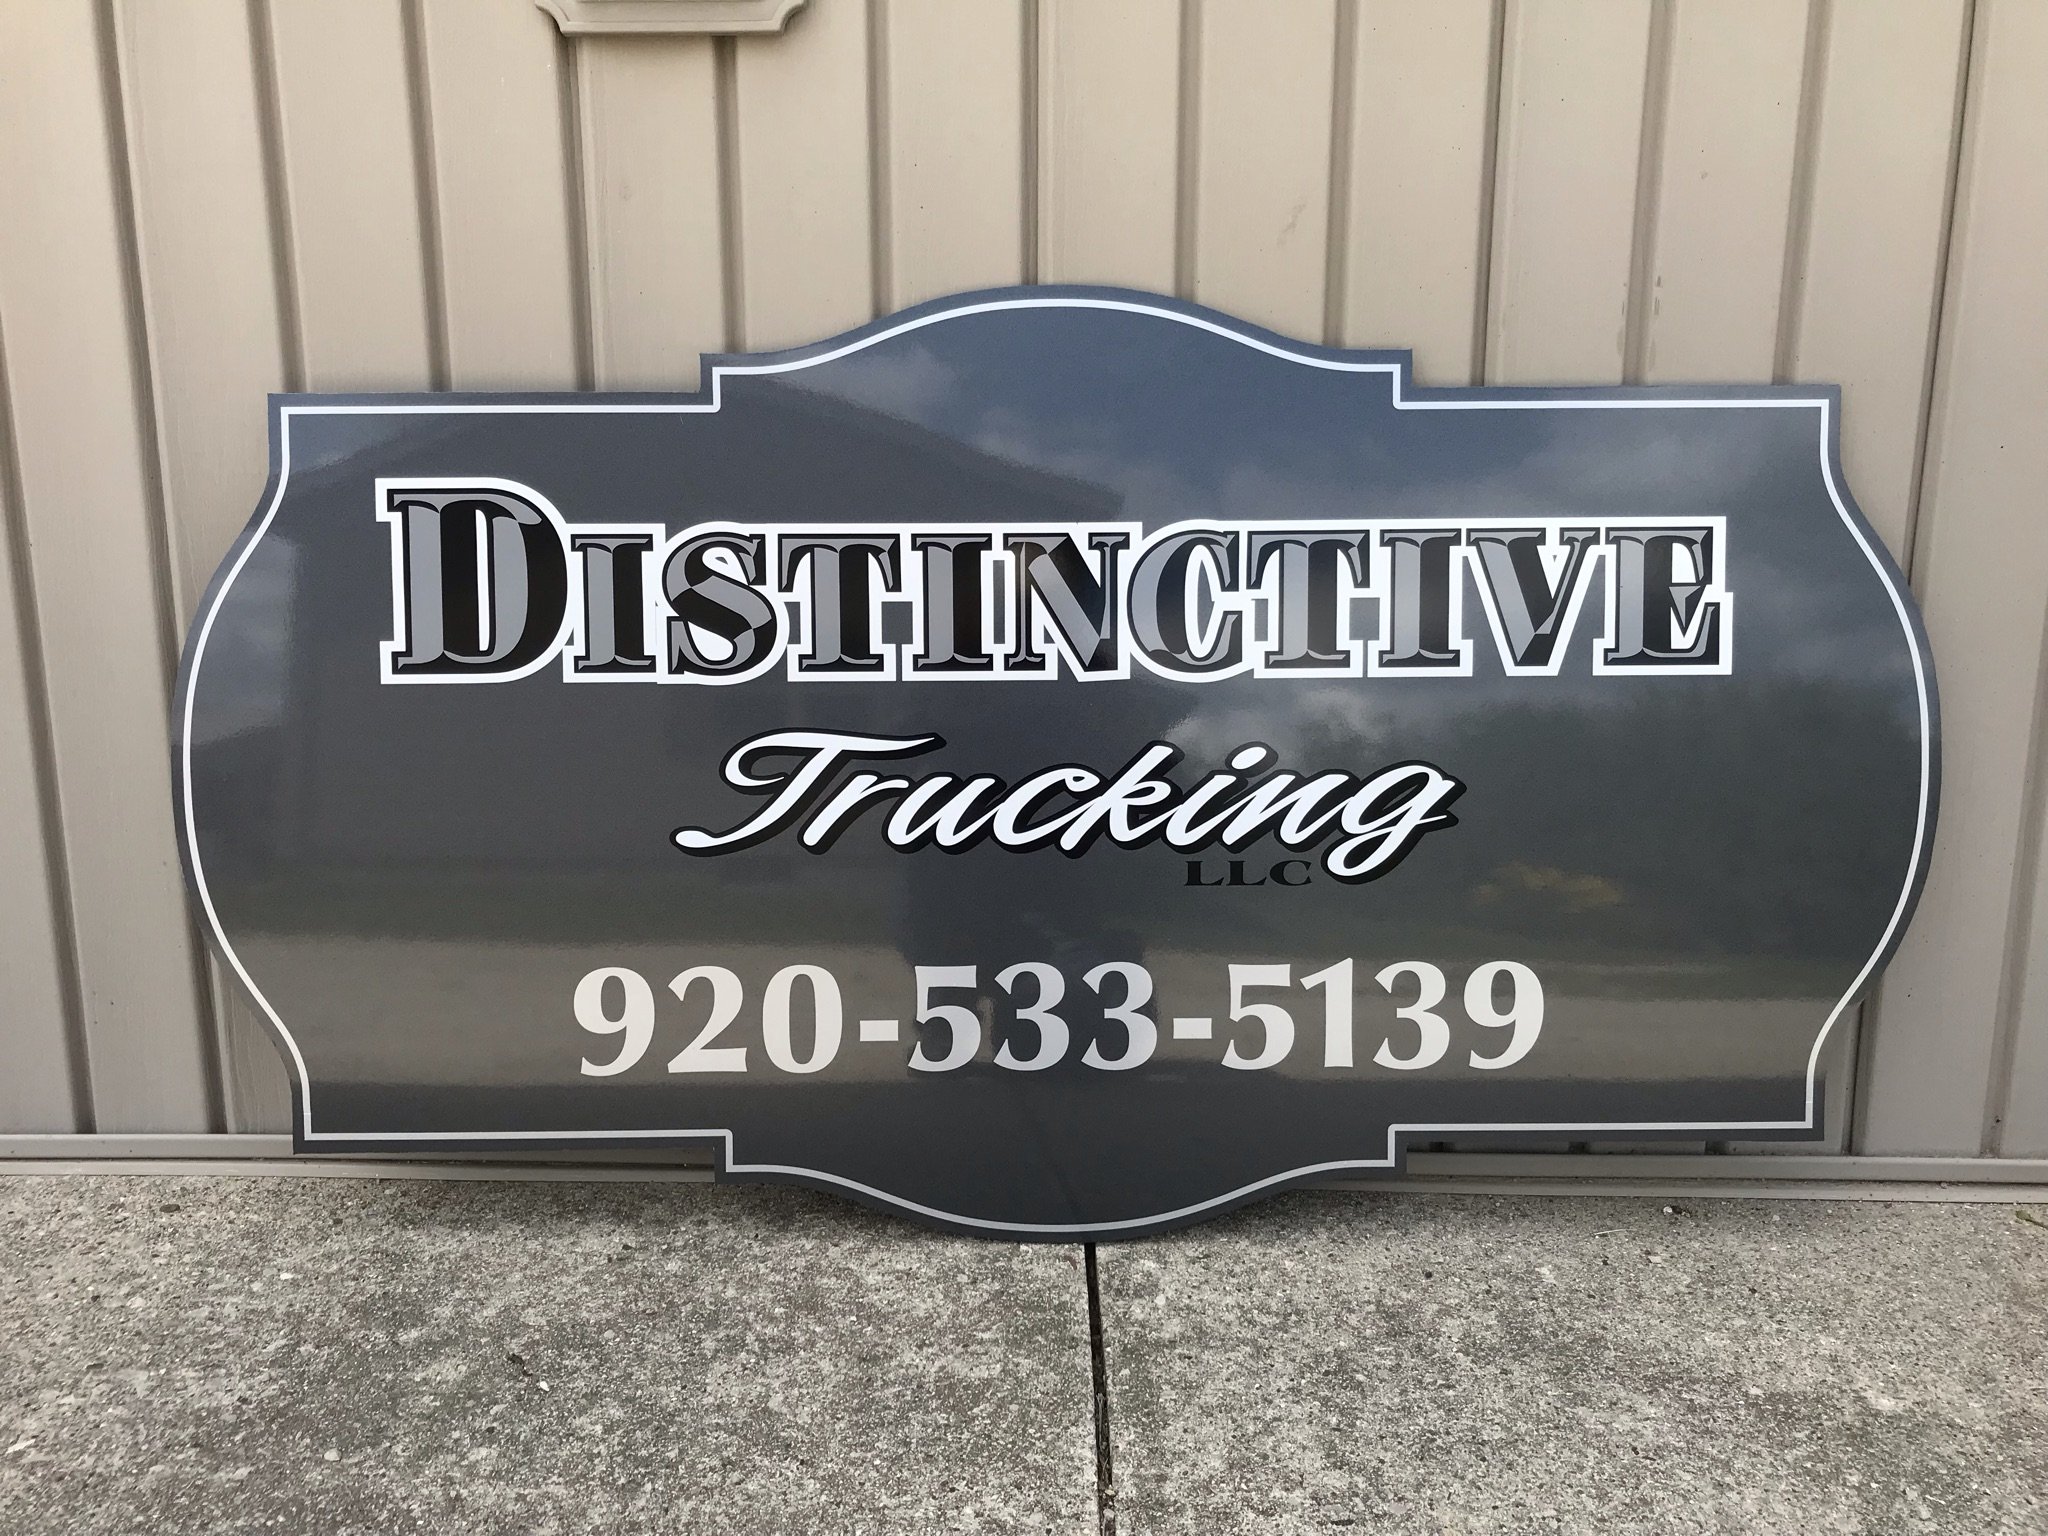 DISTINCTIVE
Trucking
LLC
920-533-5139